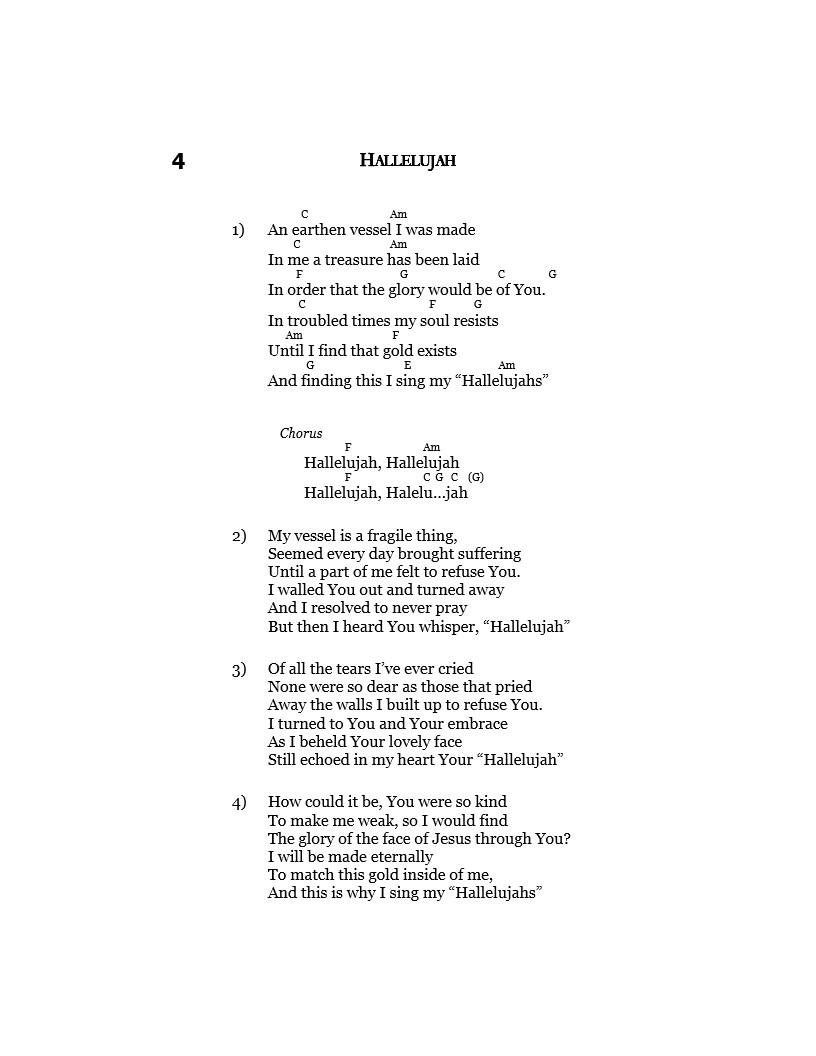 4 HALLELUJAH
C Am
1) An earthen vessel I was made
C Am
In me a treasure has been laid
F G C G
In order that the glory would be of You.
C F G
In troubled times my soul resists
Am F
Until I find that gold exists
G E Am
And finding this I sing my “Hallelujahs”
Chorus
F Am
Hallelujah, Hallelujah
F C G C (G)
Hallelujah, Halelu...jah
2) My vessel is a fragile thing,
Seemed every day brought suffering
Until a part of me felt to refuse You.
I walled You out and turned away
And I resolved to never pray
But then I heard You whisper, “Hallelujah”
3) Of all the tears I’ve ever cried
None were so dear as those that pried
Away the walls I built up to refuse You.
I turned to You and Your embrace
As I beheld Your lovely face
Still echoed in my heart Your “Hallelujah”
4) How could it be, You were so kind
To make me weak, so I would find
The glory of the face of Jesus through You?
I will be made eternally
To match this gold inside of me,
And this is why I sing my “Hallelujahs”